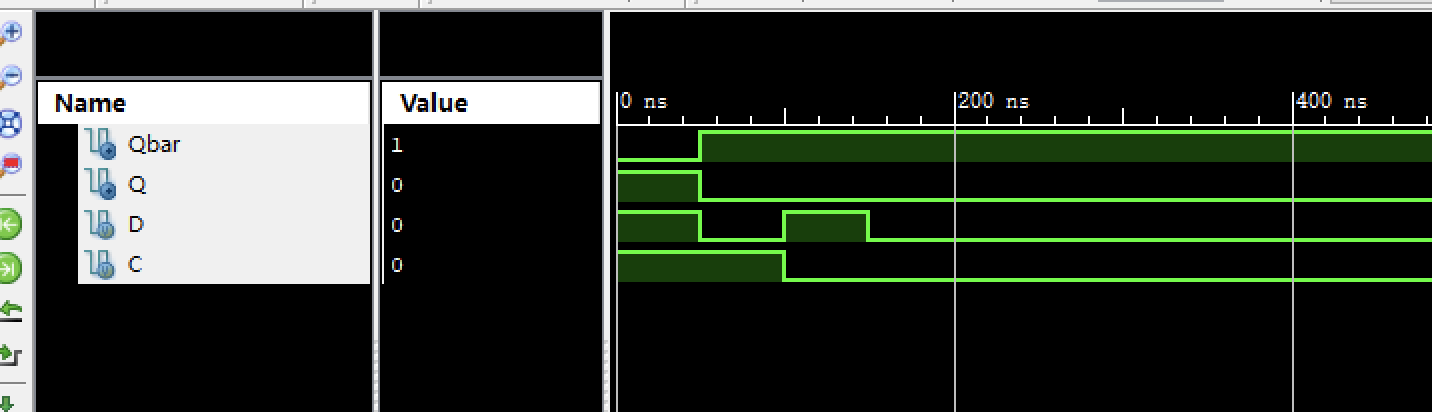 Name Value 0 ns 200 ns 400 ns
Qbar 1
Q 0
D 0
C 0